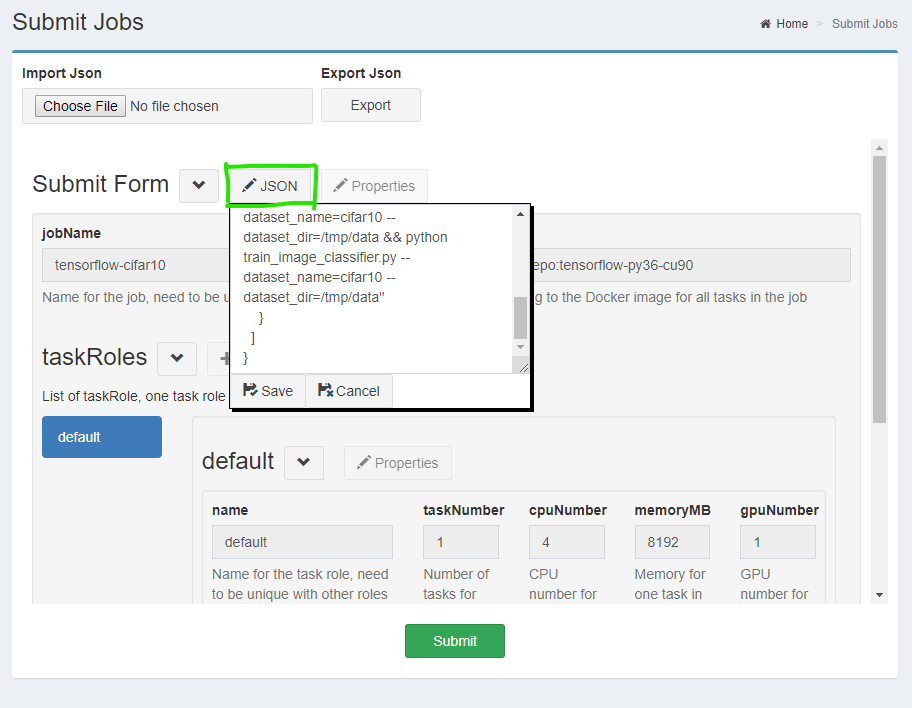 Submit Jobs
Home > Submit Jobs
Import Json
Export Json
Choose File No file chosen
Export
Submit Form
JSON
Properties
dataset_name=cifar10 --
dataset_dir=/tmp/data && python
train_image_classifier.py --
dataset_name=cifar10 --
dataset_dir=/tmp/data"
}
]
}
Save
Cancel
jobName
tensorflow-cifar10
epo:tensorflow-py36-cu90
Name for the job, need to be
g to the Docker image for all tasks in the job
taskRoles
List of taskRole, one task role
default
default
Properties
name
taskNumber
cpuNumber
memoryMB
gpuNumber
default
1
4
8192
1
Name for the task role, need
to be unique with other roles
Number of
tasks for
CPU
number for
Memory for
one task in
GPU
number for
Submit